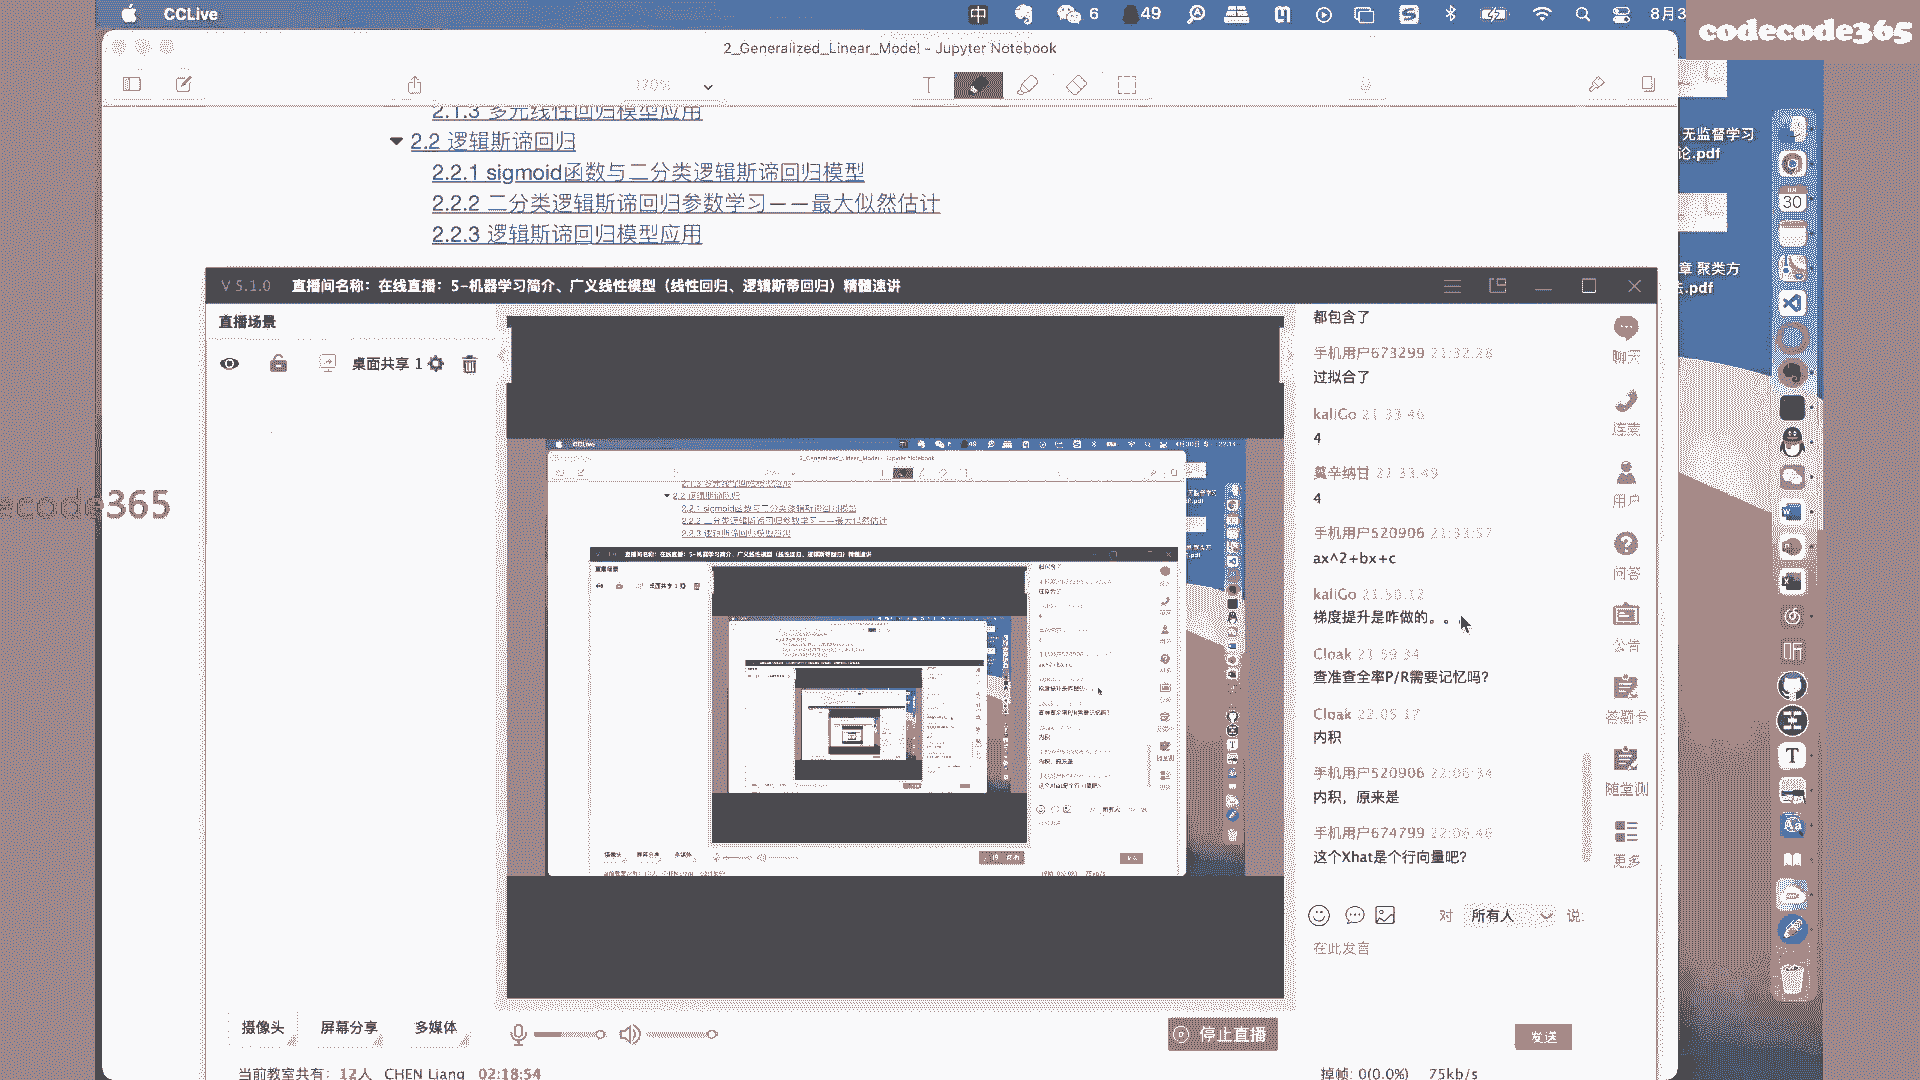 CCLive
中
6
49
8月3
codecode365
2_Generalized_Linear_Model - Jupyter Notebook
170%
T
2.1.3 多元线性回归模型应用
2.2 逻辑斯谛回归
2.2.1 sigmoid函数与二分类逻辑斯谛回归模型
2.2.2 二分类逻辑斯谛回归参数学习——最大似然估计
2.2.3 逻辑斯谛回归模型应用
无监督学习
论.pdf
章 聚类方
法.pdf
30
ecode365
V 5.1.0 直播间名称: 在线直播: 5-机器学习简介、广义线性模型（线性回归、逻辑斯蒂回归）精髓速讲
直播场景
桌面共享 1
都包含了
手机用户673299 21:32:28
过拟合了
kaliGo 21:33:46
4
冀辛纳甘 21:33:49
4
手机用户520906 21:33:57
ax^2+bx+c
kaliGo 21:50:12
梯度提升是咋做的。。
Cloak 21:59:34
查准查全率P/R需要记忆吗?
Cloak 22:05:17
内积
手机用户520906 22:06:34
内积，原来是
手机用户674799 22:06:46
这个Xhat是个行向量吧?
聊天
连麦
用户
问答
公告
答题卡
随堂测
更多
对 所有人 说:
在此发言
摄像头
屏幕分享
多媒体
停止直播
发送
当前教室共有: 12人 CHEN Liang 02:18:54
掉帧: 0(0.0%) 75kb/s